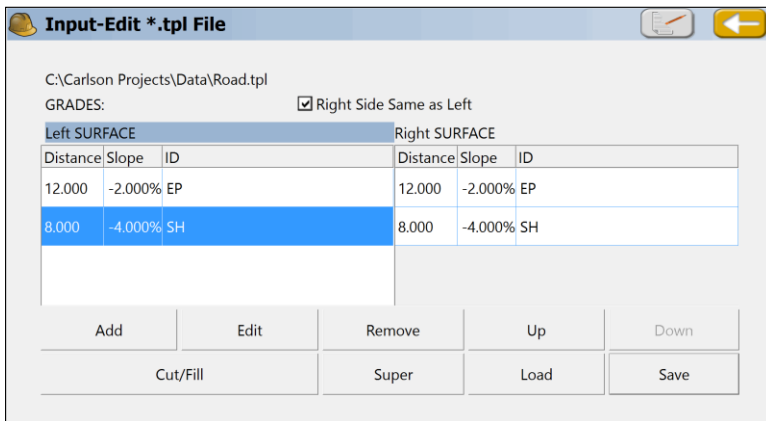 Input-Edit *.tpl File
C:\Carlson Projects\Data\Road.tpl
GRADES: Right Side Same as Left
Left SURFACE Right SURFACE
Distance Slope ID Distance Slope ID
12.000 -2.000% EP 12.000 -2.000% EP
8.000 -4.000% SH 8.000 -4.000% SH
Add Edit Remove Up Down
Cut/Fill Super Load Save